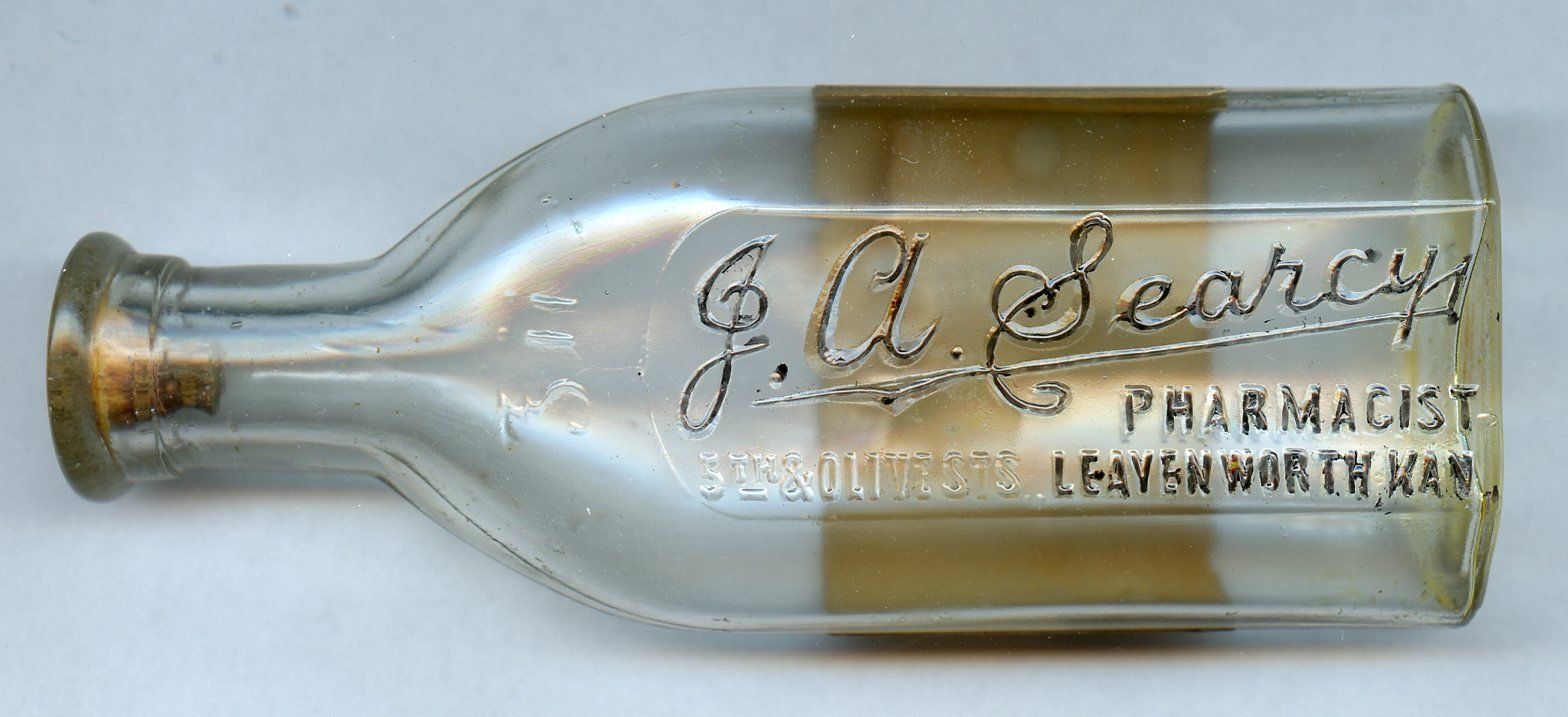 J. A. Searcy
PHARMACIST
5TH & OLIVE STS. LEAVENWORTH KAN